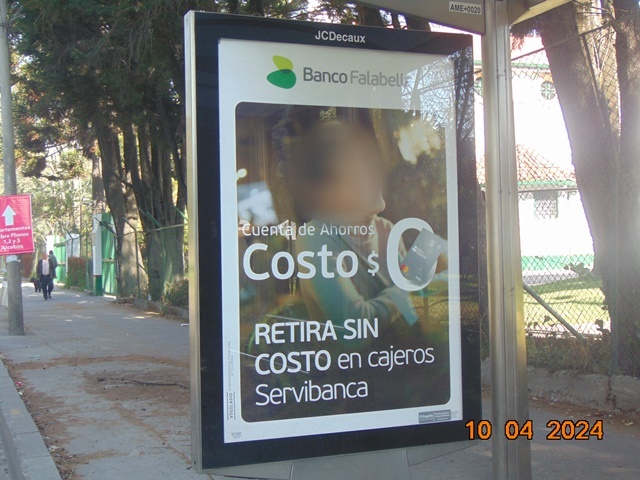 AME+0020
JCDecaux
Banco Falabella
Cuenta de Ahorros
Costo $0
RETIRA SIN
COSTO en cajeros
Servibanca
VIGILADO
10 04 2024